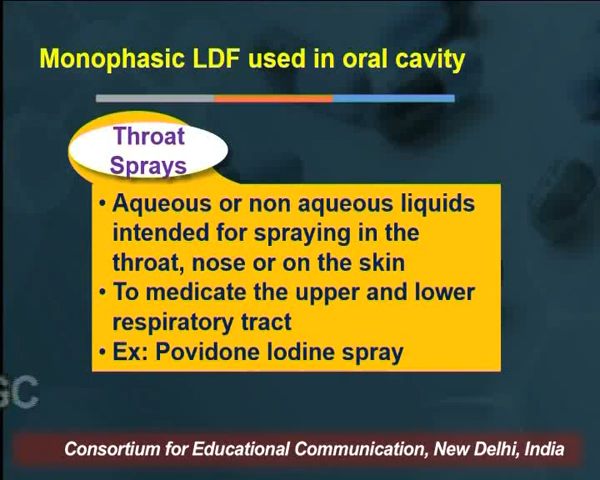 Monophasic LDF used in oral cavity
Throat
Sprays
• Aqueous or non aqueous liquids
intended for spraying in the
throat, nose or on the skin
• To medicate the upper and lower
respiratory tract
• Ex: Povidone Iodine spray
GC
Consortium for Educational Communication, New Delhi, India